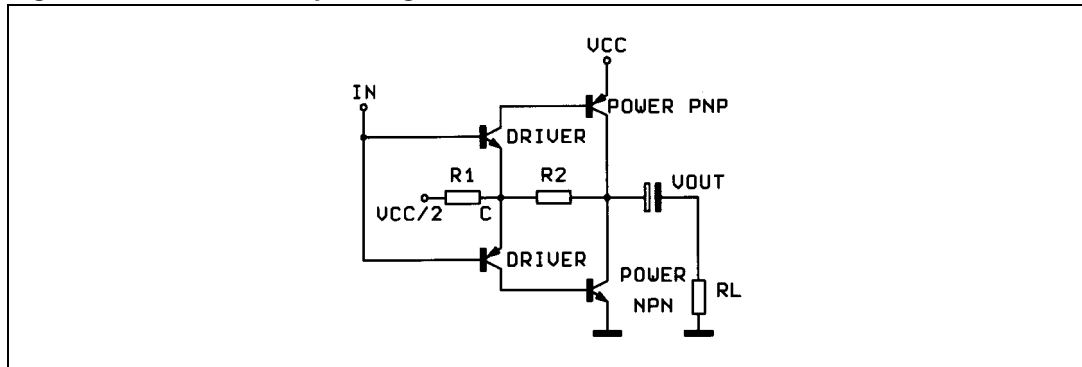 VCC
IN
POWER PNP
DRIVER
R1
R2
VOUT
VCC/2
C
DRIVER
POWER
NPN
RL